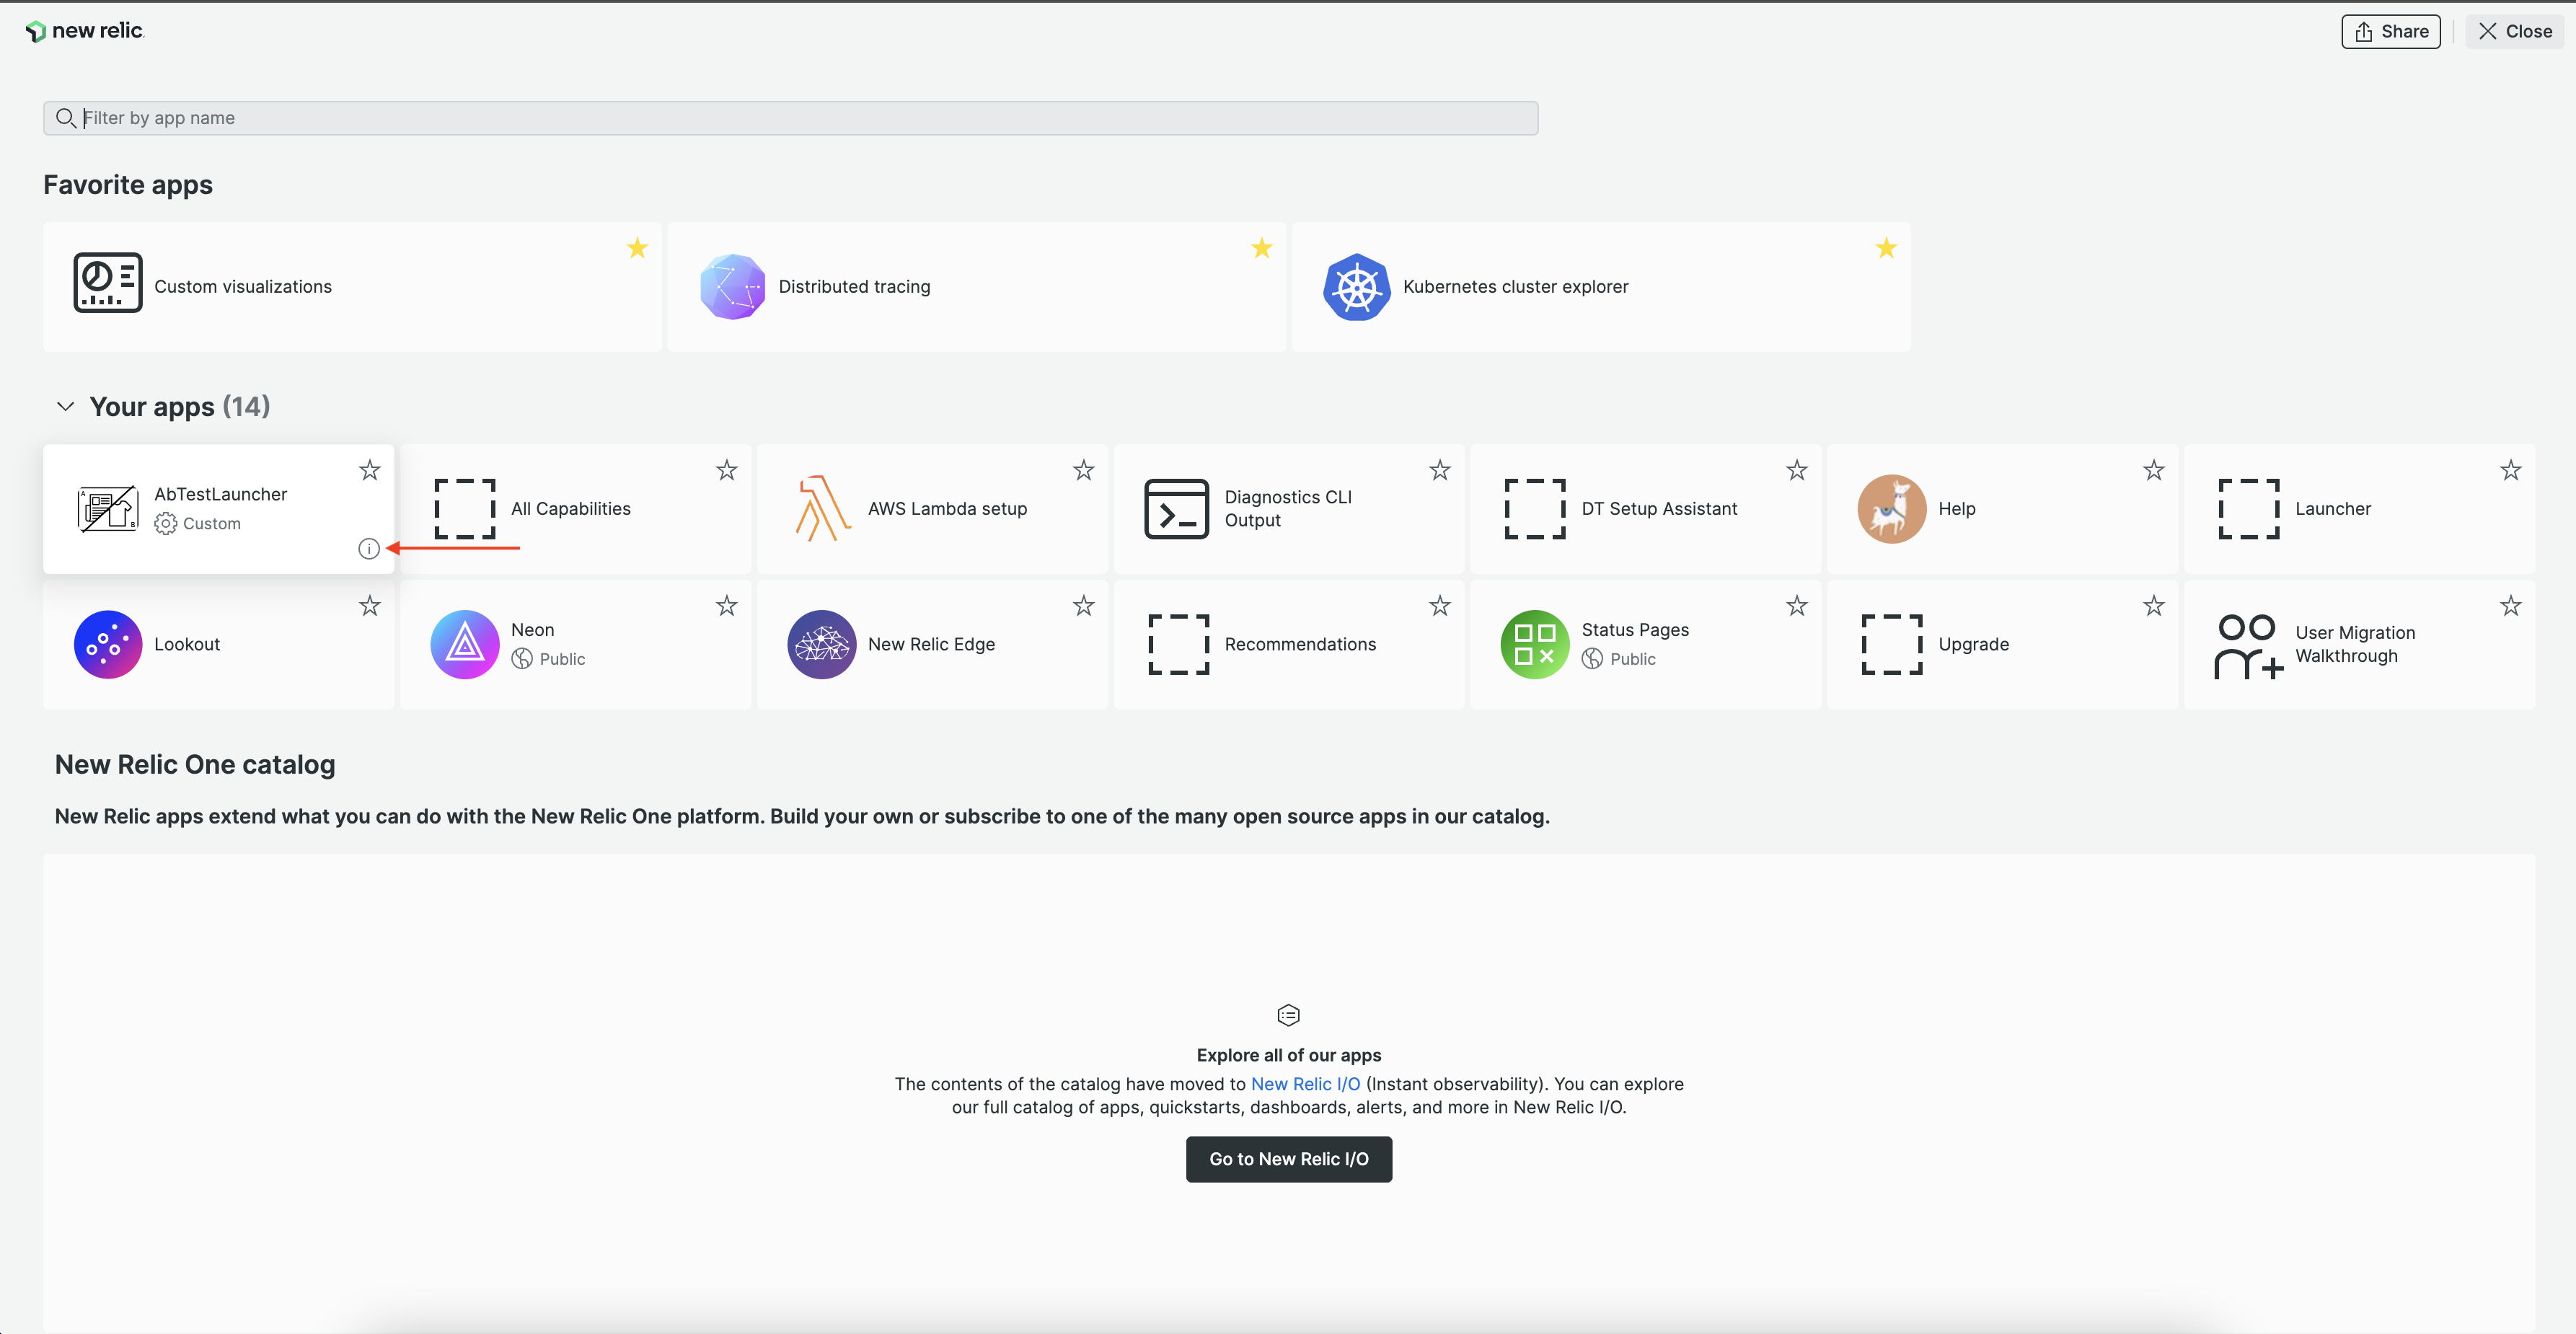 new relic.
Share
Close
Filter by app name
Favorite apps
Custom visualizations
Distributed tracing
Kubernetes cluster explorer
Your apps (14)
AbTestLauncher
Custom
All Capabilities
AWS Lambda setup
Diagnostics CLI
Output
DT Setup Assistant
Help
Launcher
Lookout
Neon
Public
New Relic Edge
Recommendations
Status Pages
Public
Upgrade
User Migration
Walkthrough
New Relic One catalog
New Relic apps extend what you can do with the New Relic One platform. Build your own or subscribe to one of the many open source apps in our catalog.
Explore all of our apps
The contents of the catalog have moved to New Relic I/O (Instant observability). You can explore
our full catalog of apps, quickstarts, dashboards, alerts, and more in New Relic I/O.
Go to New Relic I/O